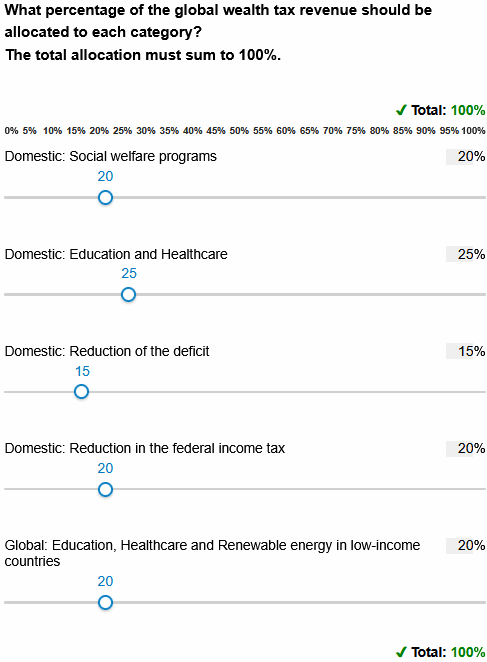 What percentage of the global wealth tax revenue should be
allocated to each category?
The total allocation must sum to 100%.
✓ Total: 100%
0% 5% 10% 15% 20% 25% 30% 35% 40% 45% 50% 55% 60% 65% 70% 75% 80% 85% 90% 95% 100%
Domestic: Social welfare programs 20%
20
Domestic: Education and Healthcare 25%
25
Domestic: Reduction of the deficit 15%
15
Domestic: Reduction in the federal income tax 20%
20
Global: Education, Healthcare and Renewable energy in low-income 20%
countries
20
✓ Total: 100%